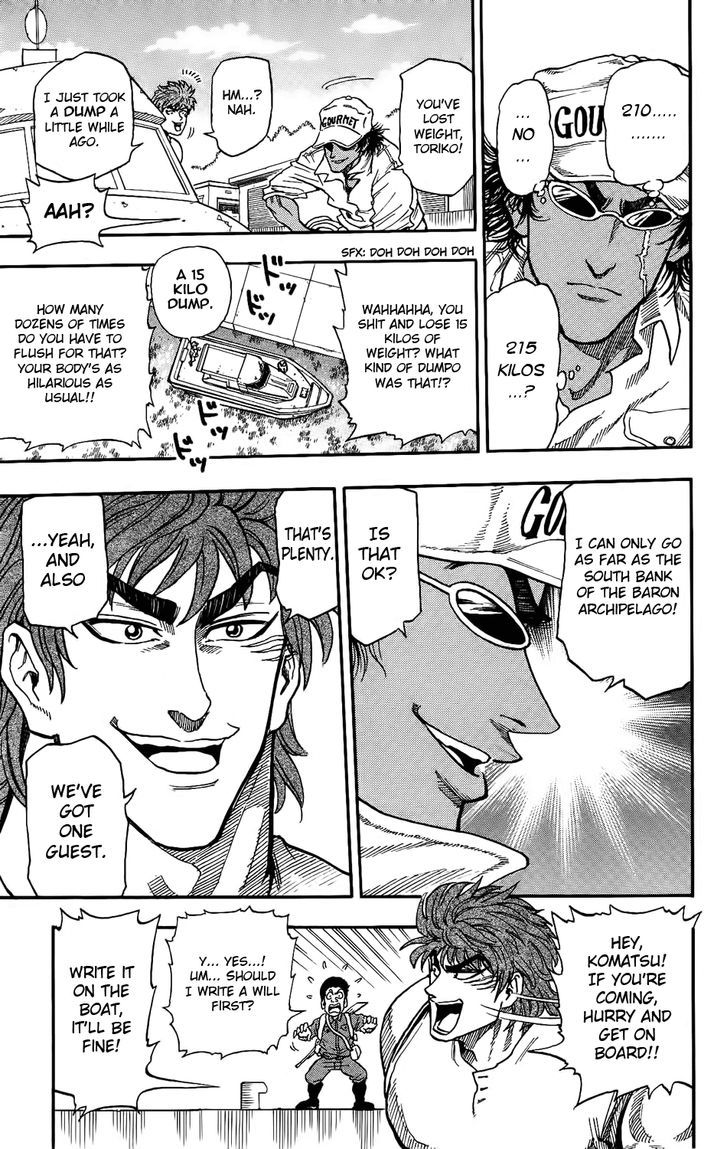 210.....
.......
...
NO
...
GOU
215
KILOS
...?
YOU'VE
LOST
WEIGHT,
TORIKO!
GOURMET!
HM...?
NAH.
I JUST TOOK
A DUMP A
LITTLE WHILE
AGO.
AAH?
SFX: DOH DOH DOH DOH
WAHHAHHA, YOU
SHIT AND LOSE 15
KILOS OF
WEIGHT? WHAT
KIND OF DUMPO
WAS THAT!?
A 15
KILO
DUMP.
ドッ
ドッ
HOW MANY
DOZENS OF TIMES
DO YOU HAVE TO
FLUSH FOR THAT?
YOUR BODY'S AS
HILARIOUS AS
USUAL!!
I CAN ONLY GO
AS FAR AS THE
SOUTH BANK
OF THE BARON
ARCHIPELAGO!
GOU
IS
THAT
OK?
THAT'S
PLENTY.
...YEAH,
AND
ALSO
WE'VE
GOT
ONE
GUEST.
HEY,
KOMATSU!
IF YOU'RE
COMING,
HURRY AND
GET ON
BOARD!!
Y... YES...!
UM... SHOULD
I WRITE A WILL
FIRST?
WRITE IT
ON THE
BOAT,
IT'LL BE
FINE!